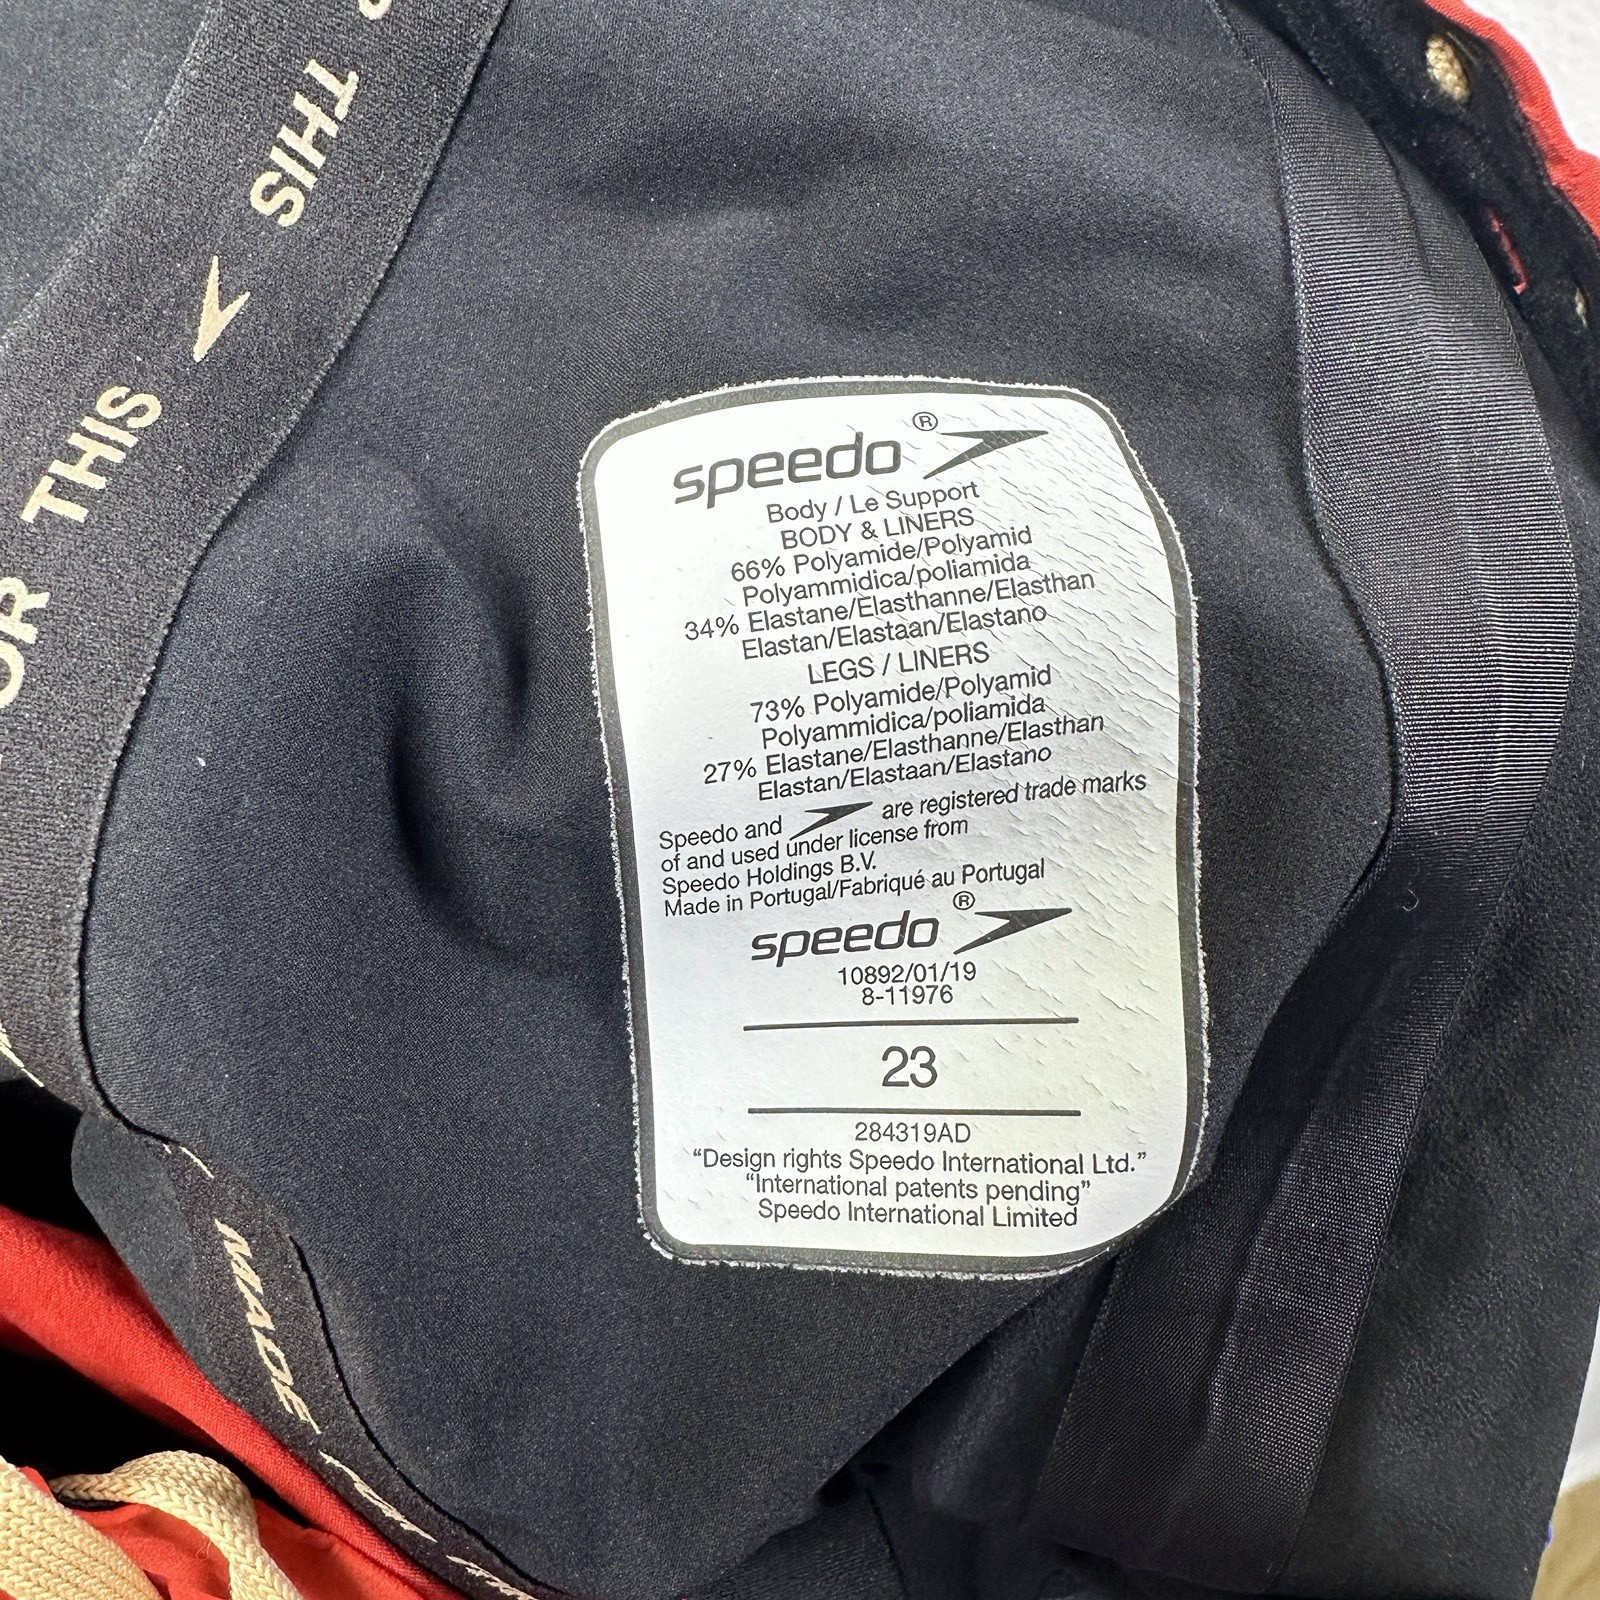 THIS
THIS
OR
MADE
FOR
speedo®
Body / Le Support
BODY & LINERS
66% Polyamide/Polyamid
Polyammidica/poliamida
34% Elastane/Elasthanne/Elasthan
Elastan/Elastaan/Elastano
LEGS / LINERS
73% Polyamide/Polyamid
Polyammidica/poliamida
27% Elastane/Elasthanne/Elasthan
Elastan/Elastaan/Elastano
Speedo and are registered trade marks
of and used under license from
Speedo Holdings B.V.
Made in Portugal/Fabriqué au Portugal
speedo®
10892/01/19
8-11976
23
284319AD
“Design rights Speedo International Ltd.”
“International patents pending”
Speedo International Limited